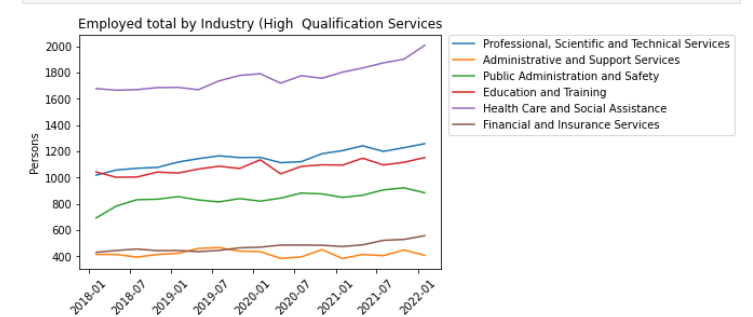 Employed total by Industry (High  Qualification Services
Professional, Scientific and Technical Services
Administrative and Support Services
Public Administration and Safety
Education and Training
Health Care and Social Assistance
Financial and Insurance Services
Persons
2000
1800
1600
1400
1200
1000
800
600
400
2018-01
2018-07
2019-01
2019-07
2020-01
2020-07
2021-01
2021-07
2022-01